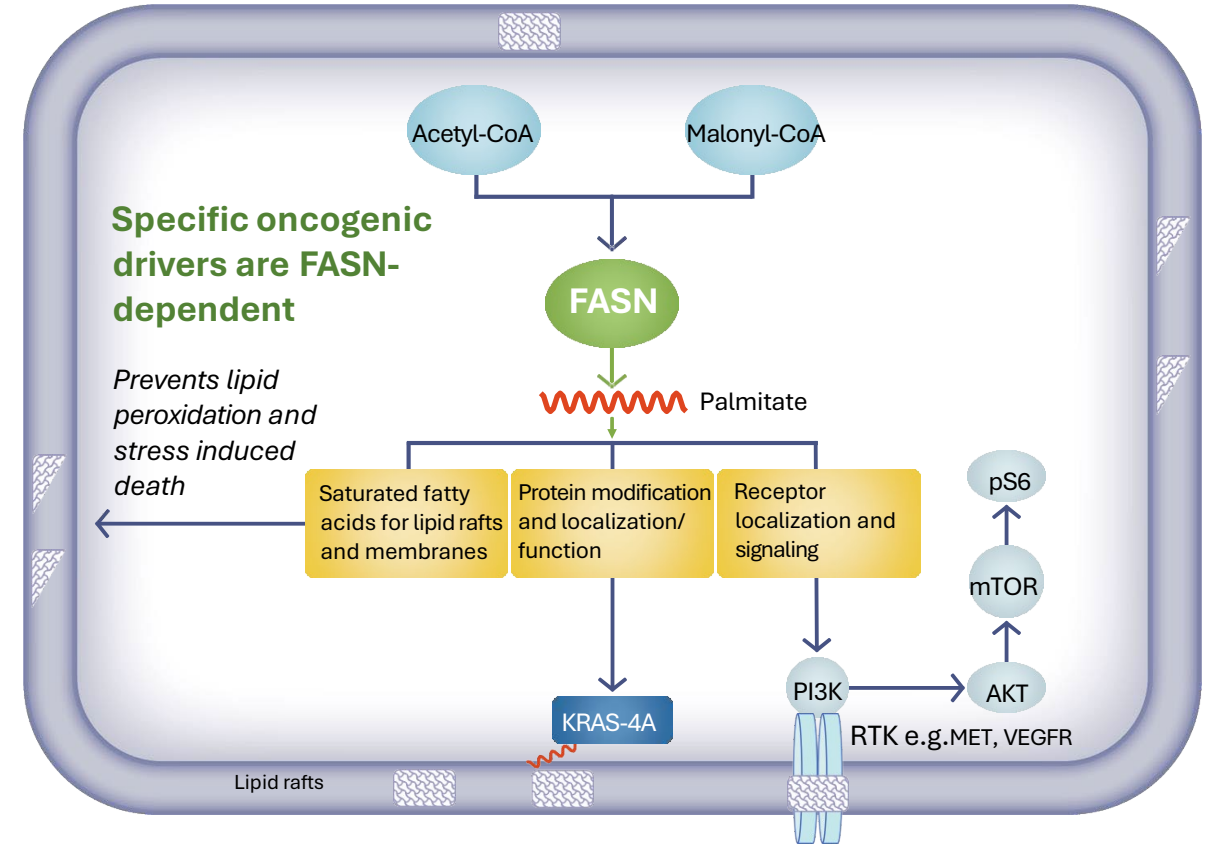 Acetyl-CoA
Malonyl-CoA
Specific oncogenic
drivers are FASN-
dependent
FASN
Prevents lipid
peroxidation and
stress induced
death
Palmitate
Saturated fatty
acids for lipid rafts
and membranes
Protein modification
and localization/
function
Receptor
localization and
signaling
pS6
mTOR
AKT
PI3K
KRAS-4A
RTK e.g.MET, VEGFR
Lipid rafts